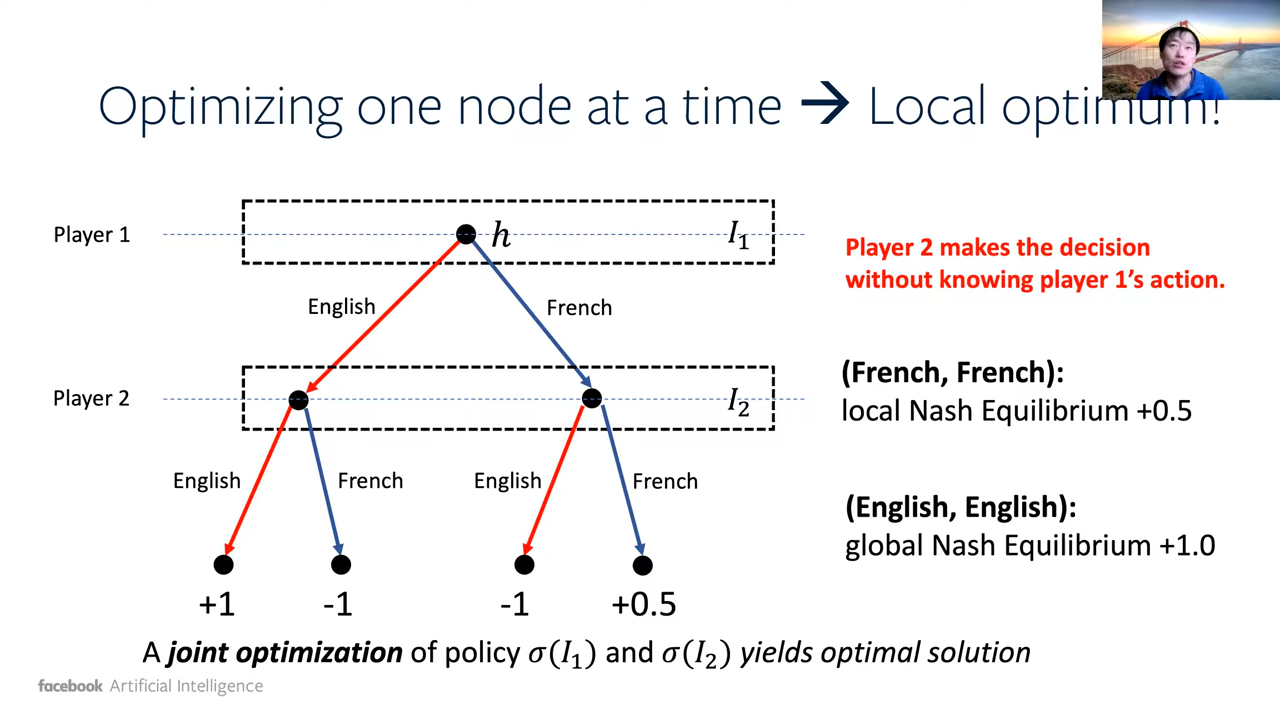 Optimizing one node at a time → Local optimum!
Player 1
h
I₁
English
French
Player 2 makes the decision
without knowing player 1's action.
Player 2
I₂
English
French
English
French
(French, French):
local Nash Equilibrium +0.5
(English, English):
global Nash Equilibrium +1.0
+1
-1
-1
+0.5
A joint optimization of policy σ(I₁) and σ(I₂) yields optimal solution
facebook Artificial Intelligence